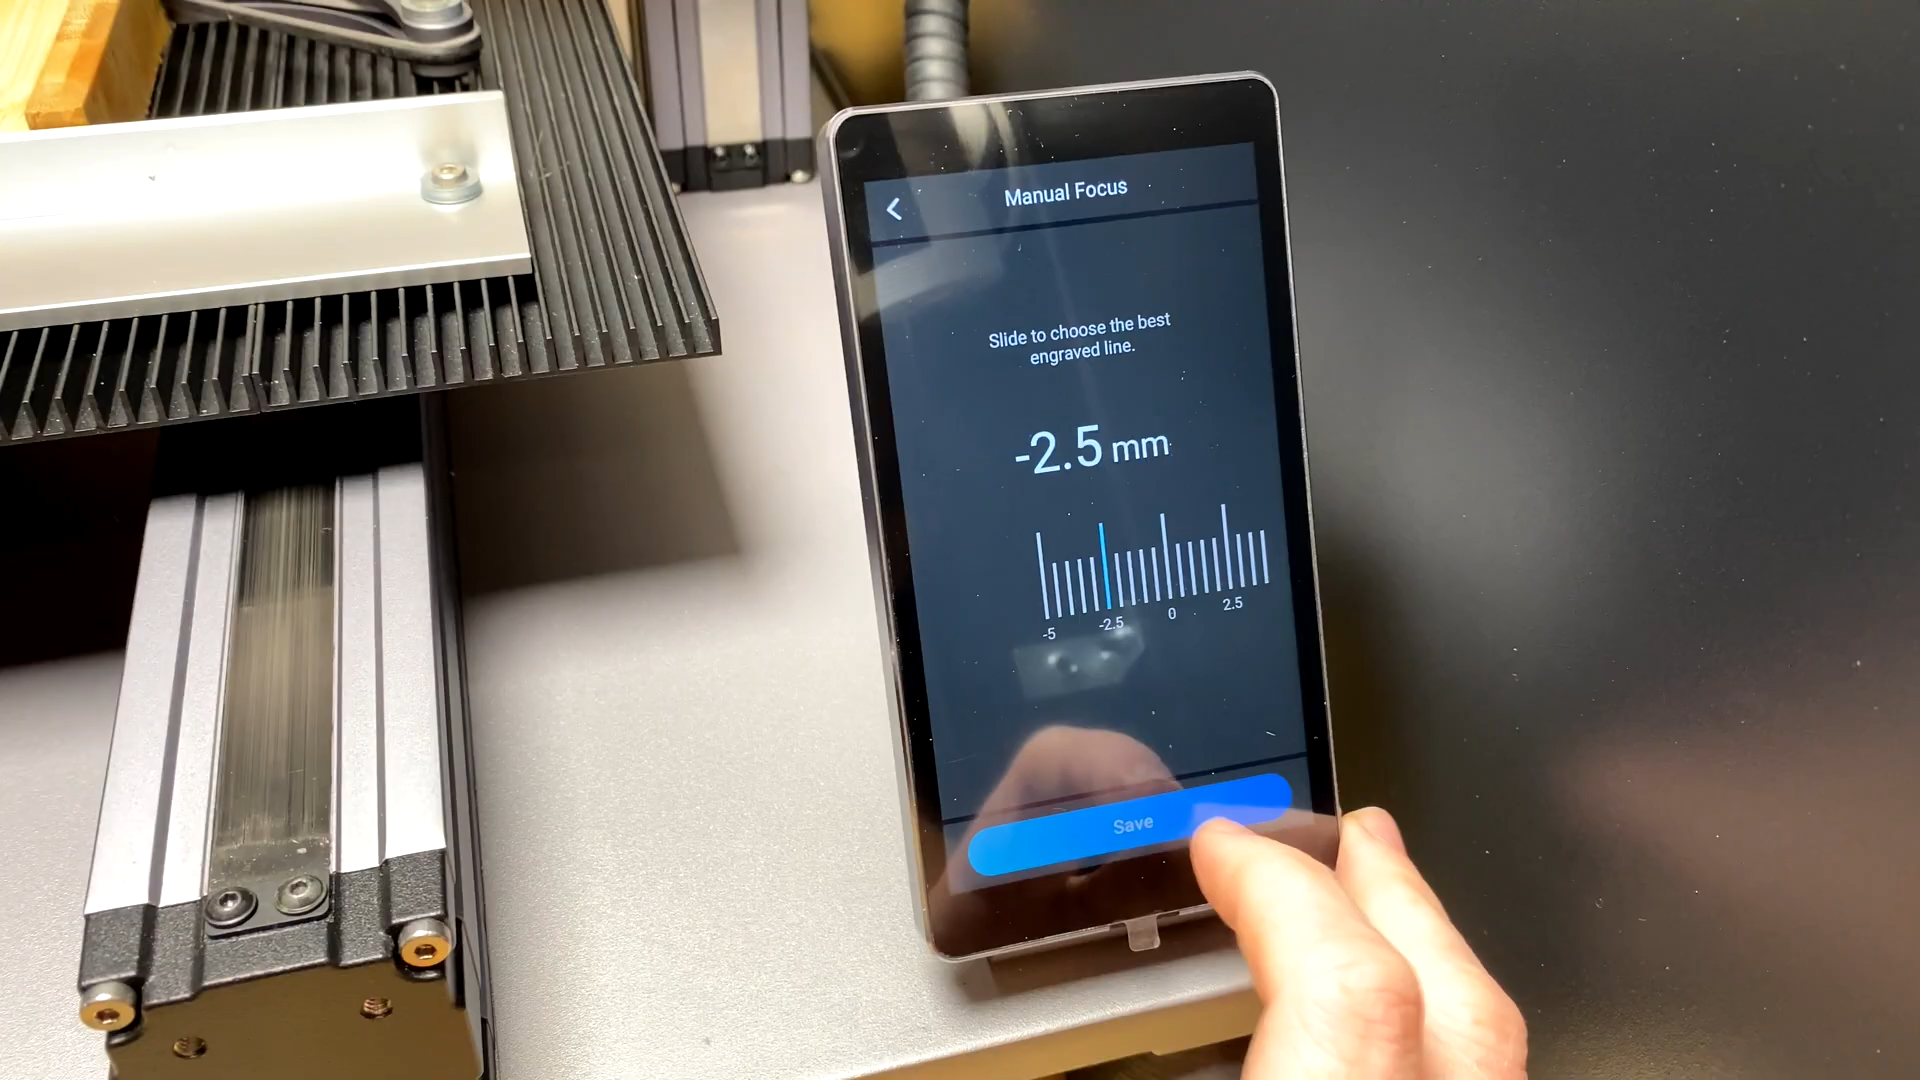 Manual Focus
Slide to choose the best
engraved line.
-2.5 mm
-5 -2.5 0 2.5
Save